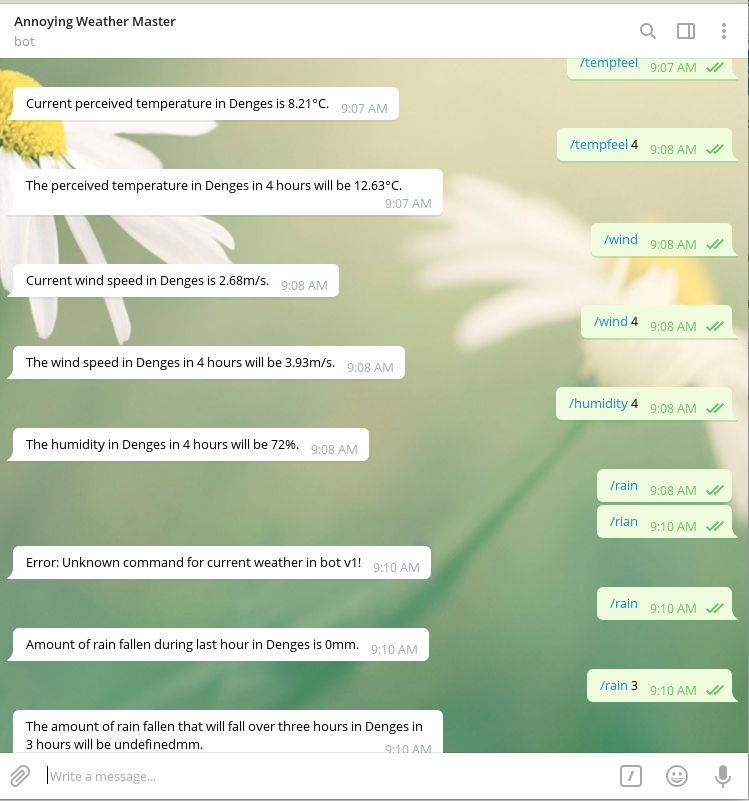 Annoying Weather Master
bot
/tempfeel 9:07 AM
Current perceived temperature in Denges is 8.21°C. 9:07 AM
/tempfeel 4 9:08 AM
The perceived temperature in Denges in 4 hours will be 12.63°C.
9:07 AM
/wind 9:08 AM
Current wind speed in Denges is 2.68m/s. 9:08 AM
/wind 4 9:08 AM
The wind speed in Denges in 4 hours will be 3.93m/s. 9:08 AM
/humidity 4 9:08 AM
The humidity in Denges in 4 hours will be 72%. 9:08 AM
/rain 9:08 AM
/rian 9:10 AM
Error: Unknown command for current weather in bot v1! 9:10 AM
/rain 9:10 AM
Amount of rain fallen during last hour in Denges is 0mm. 9:10 AM
/rain 3 9:10 AM
The amount of rain fallen that will fall over three hours in Denges in
3 hours will be undefinedmm. 9:10 AM
Write a message...